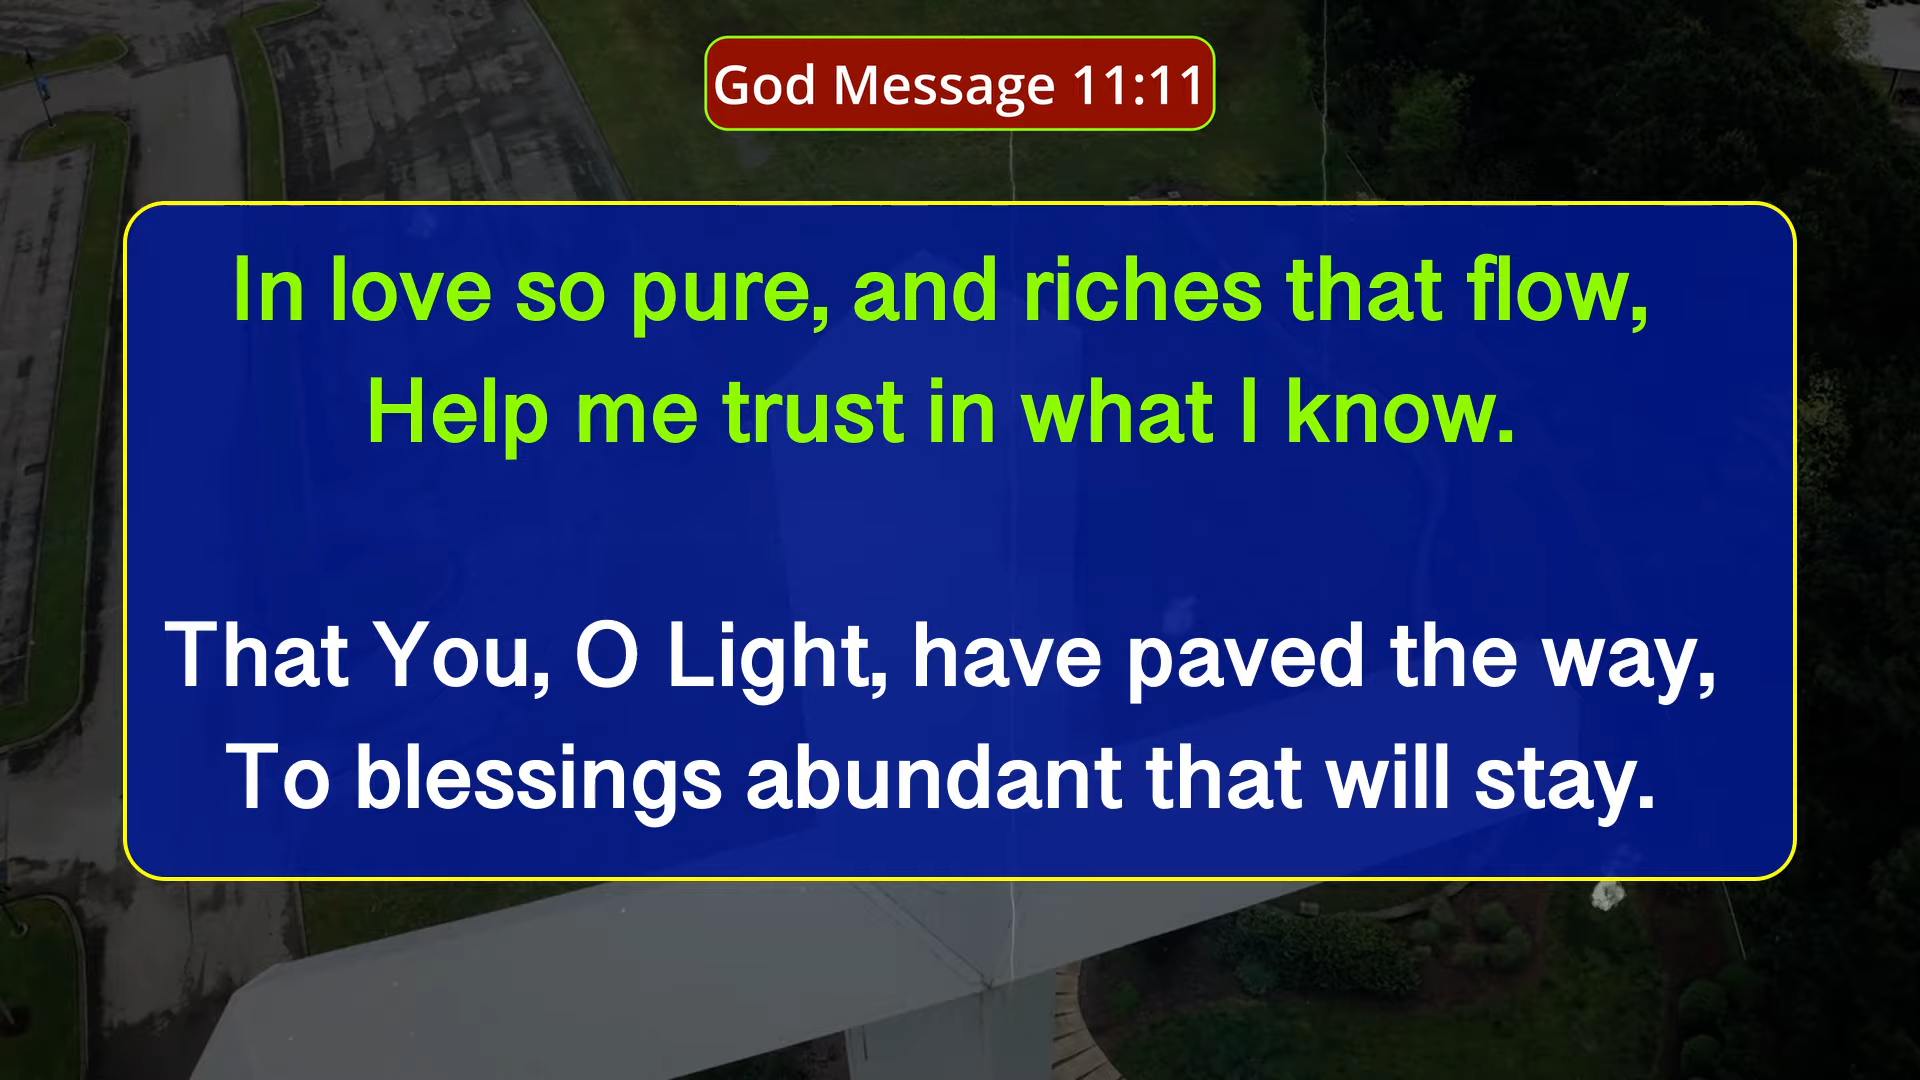 God Message 11:11
In love so pure, and riches that flow,
Help me trust in what I know.
That You, O Light, have paved the way,
To blessings abundant that will stay.